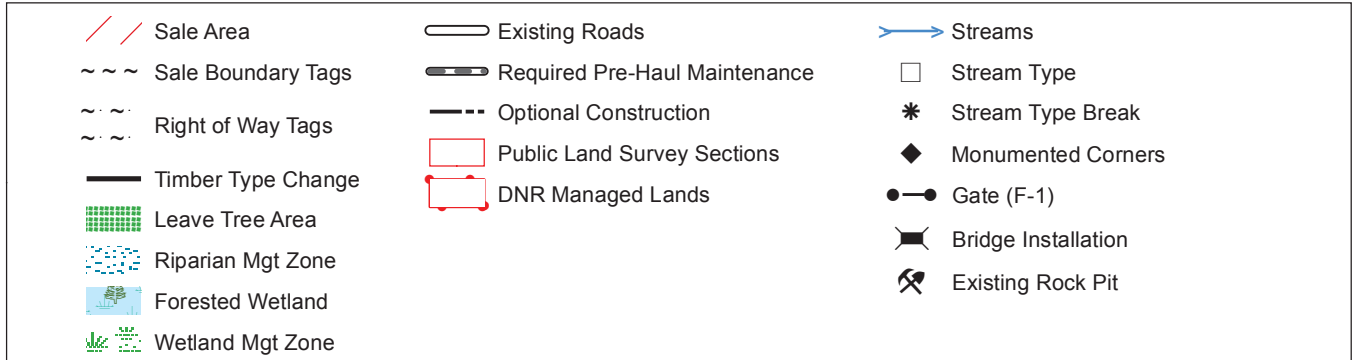 Sale Area
Sale Boundary Tags
Right of Way Tags
Timber Type Change
Leave Tree Area
Riparian Mgt Zone
Forested Wetland
Wetland Mgt Zone
Existing Roads
Required Pre-Haul Maintenance
Optional Construction
Public Land Survey Sections
DNR Managed Lands
Streams
Stream Type
Stream Type Break
Monumented Corners
Gate (F-1)
Bridge Installation
Existing Rock Pit